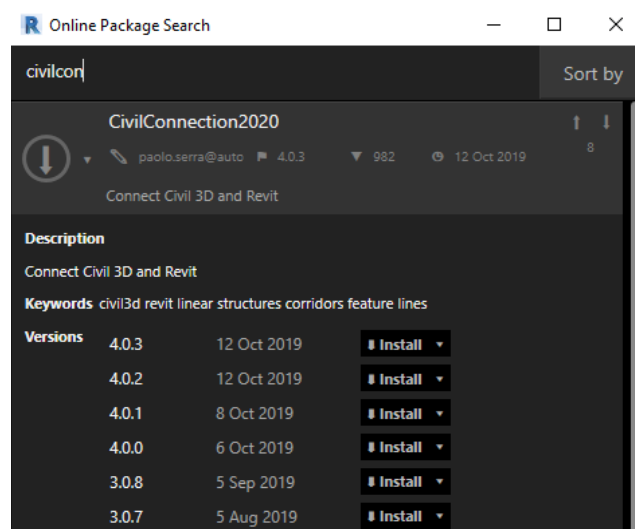 R Online Package Search
civilcon
Sort by
CivilConnection2020
paolo.serra@auto 4.0.3 982 12 Oct 2019
8
Connect Civil 3D and Revit
Description
Connect Civil 3D and Revit
Keywords civil3d revit linear structures corridors feature lines
Versions 4.0.3 12 Oct 2019 Install
4.0.2 12 Oct 2019 Install
4.0.1 8 Oct 2019 Install
4.0.0 6 Oct 2019 Install
3.0.8 5 Sep 2019 Install
3.0.7 5 Aug 2019 Install